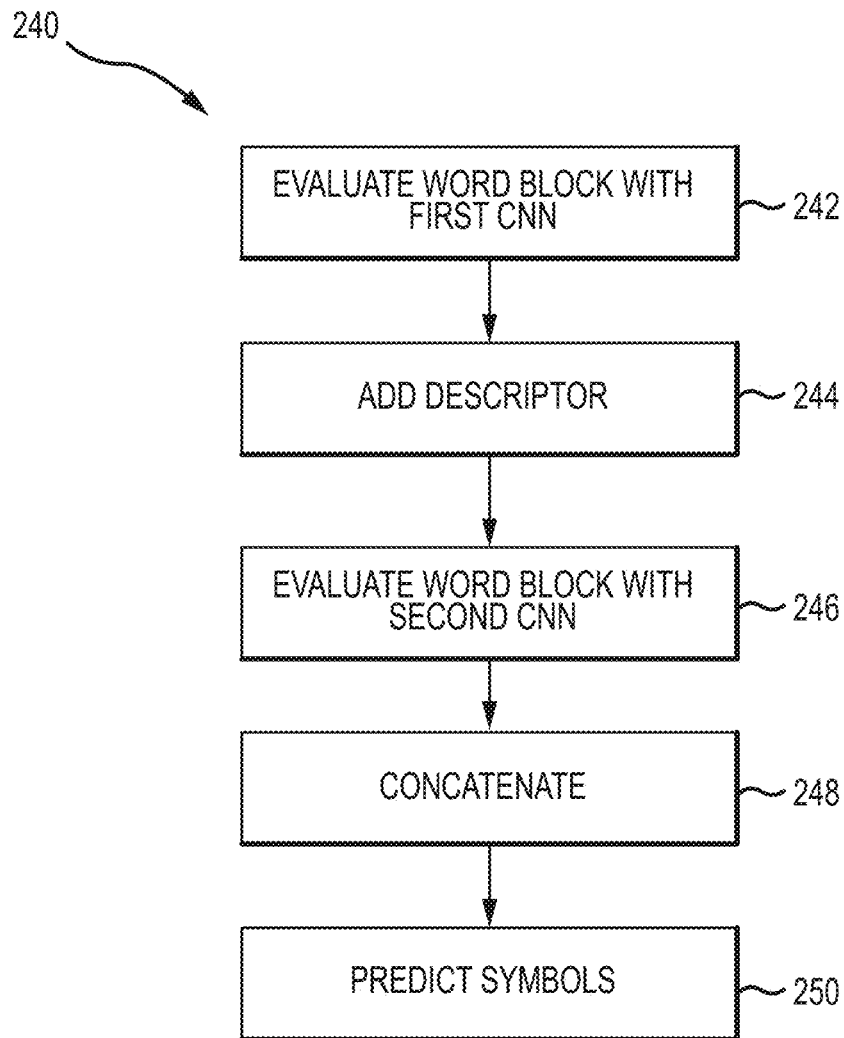 240
EVALUATE WORD BLOCK WITH
FIRST CNN
242
ADD DESCRIPTOR
244
EVALUATE WORD BLOCK WITH
SECOND CNN
246
CONCATENATE
248
PREDICT SYMBOLS
250